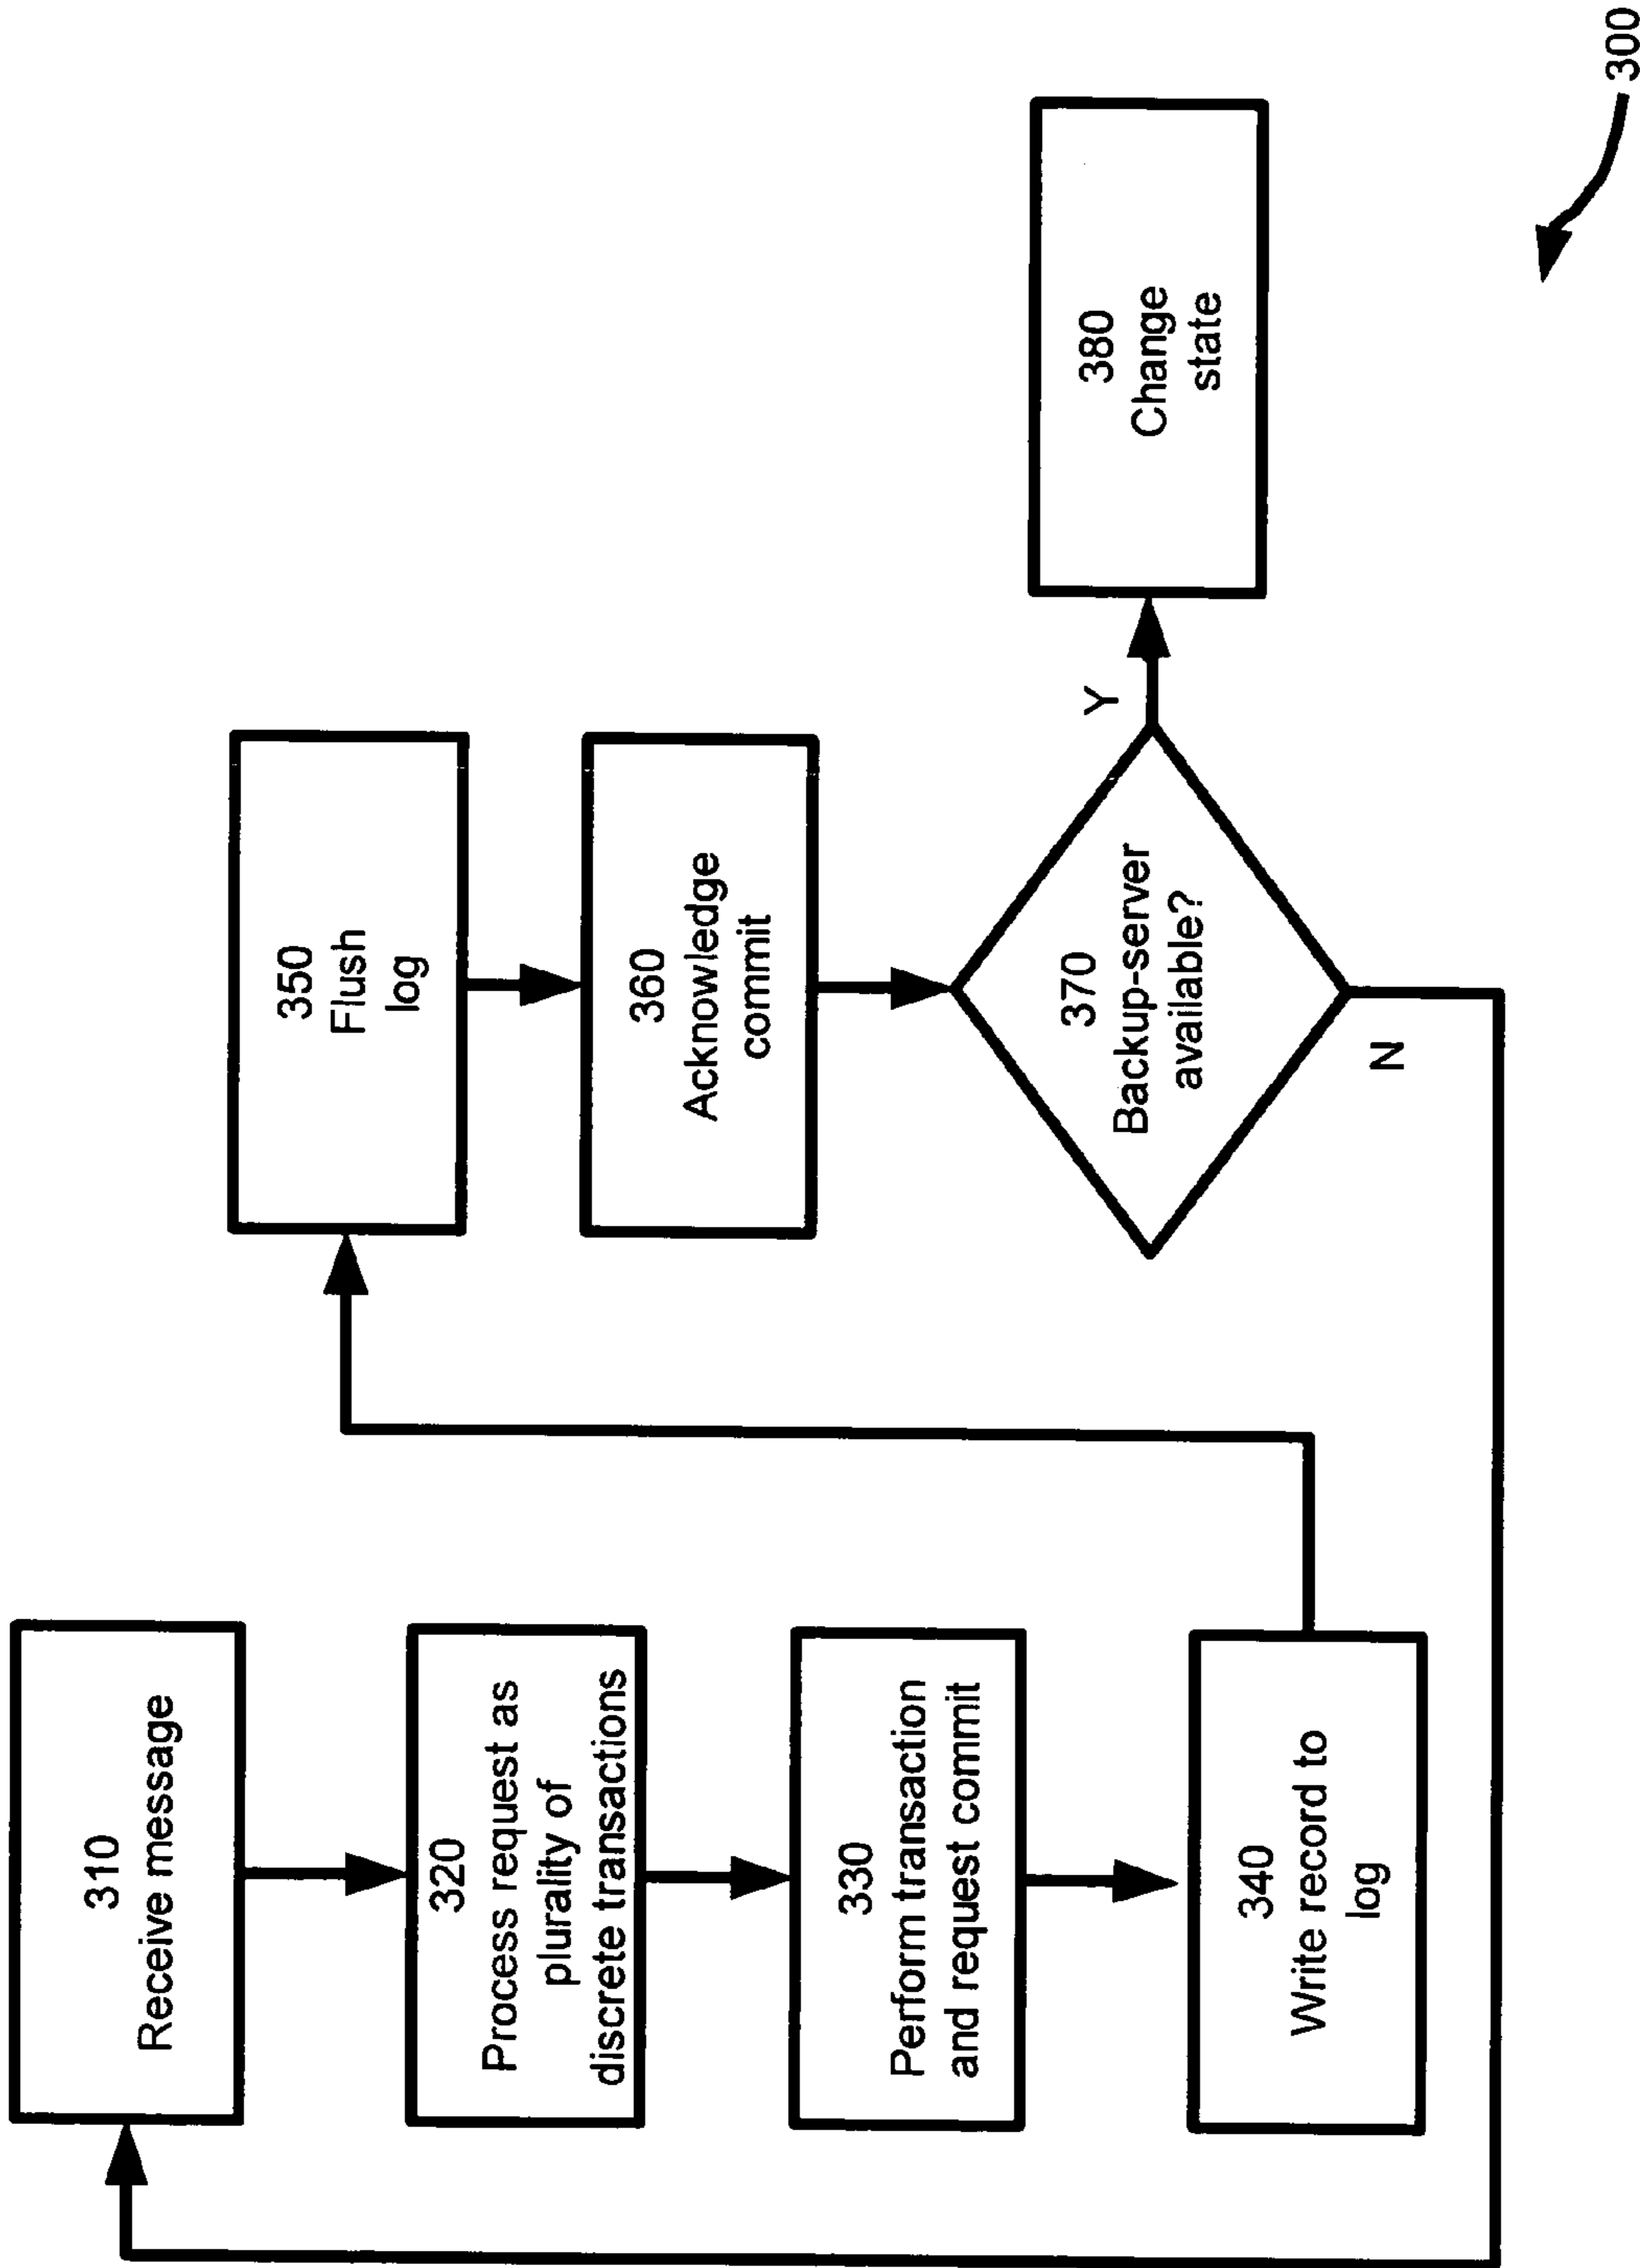 310
Receive message
320
Process request as
plurality of
discrete transactions
330
Perform transaction
and request commit
340
Write record to
log
350
Flush
log
360
Acknowledge
commit
370
Backup-server
available?
Y
N
380
Change
state
300